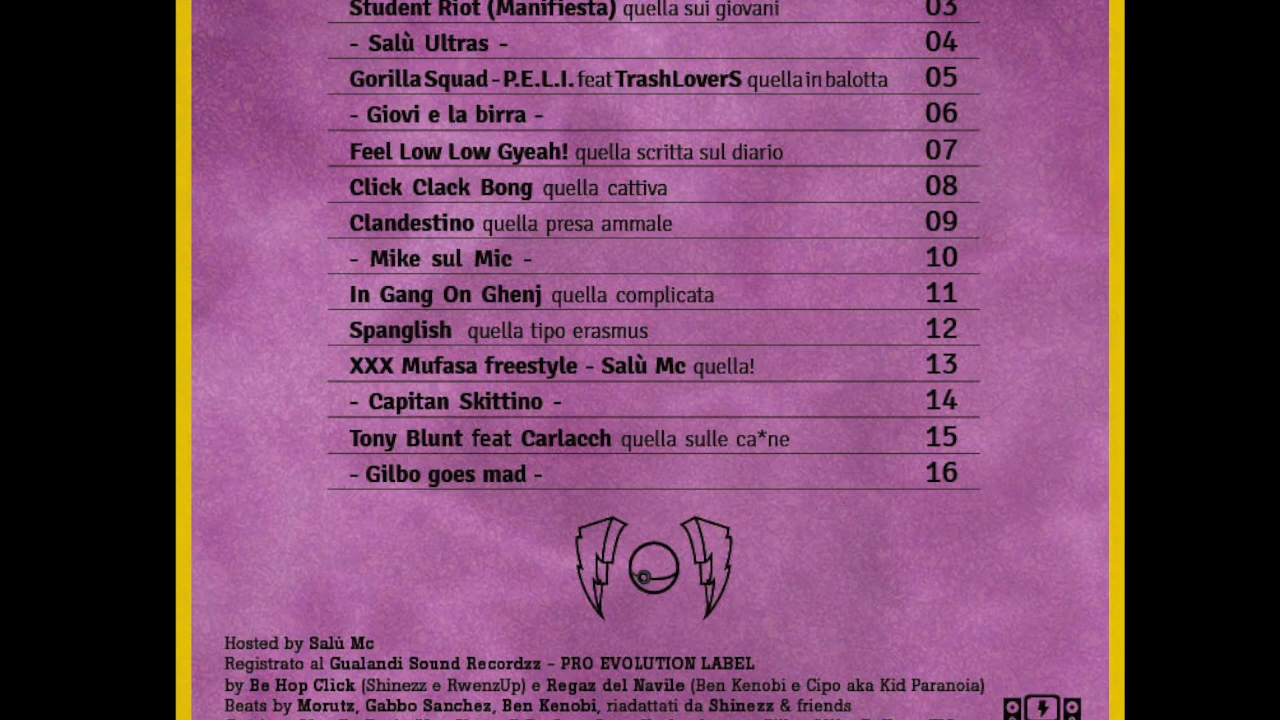 Student Riot (Manifiesta) quella sui giovani 03
- Salù Ultras - 04
Gorilla Squad - P.E.L.I. feat TrashLoverS quella in balotta 05
- Giovi e la birra - 06
Feel Low Low Gyeah! quella scritta sul diario 07
Click Clack Bong quella cattiva 08
Clandestino quella presa ammale 09
- Mike sul Mic - 10
In Gang On Ghenj quella complicata 11
Spanglish quella tipo erasmus 12
XXX Mufasa freestyle - Salù Mc quella! 13
- Capitan Skittino - 14
Tony Blunt feat Carlacch quella sulle ca*ne 15
- Gilbo goes mad - 16
Hosted by Salù Mc
Registrato al Gualandi Sound Recordzz - PRO EVOLUTION LABEL
by Be Hop Click (Shinezz e RwenzUp) e Regaz del Navile (Ben Kenobi e Cipo aka Kid Paranoia)
Beats by Morutz, Gabbo Sanchez, Ben Kenobi, riadattati da Shinezz & friends